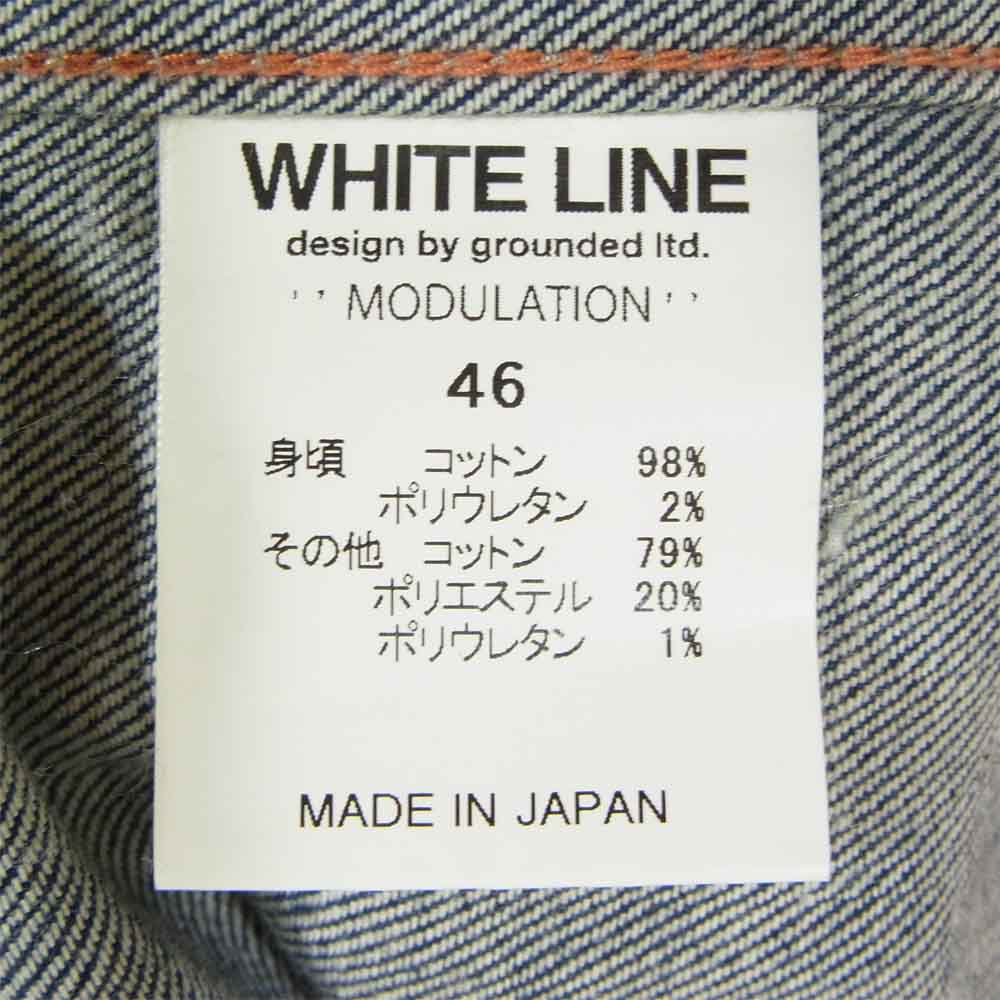 WHITE LINE
design by grounded ltd.
’’ MODULATION ’’
46
身頃 コットン 98%
ポリウレタン 2%
その他 コットン 79%
ポリエステル 20%
ポリウレタン 1%
MADE IN JAPAN